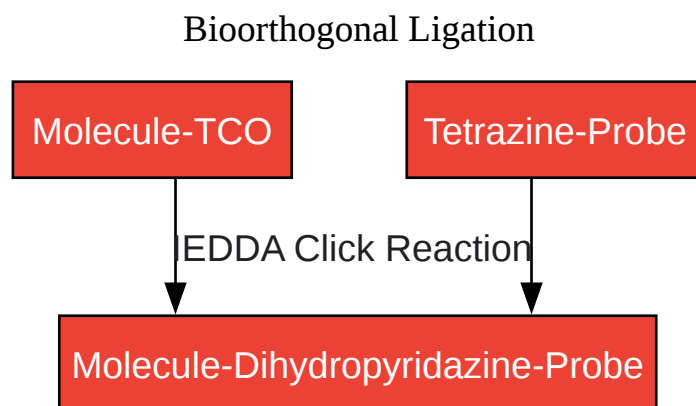 Bioorthogonal Ligation
Molecule-TCO
Tetrazine-Probe
IEDDA Click Reaction
Molecule-Dihydropyridazine-Probe